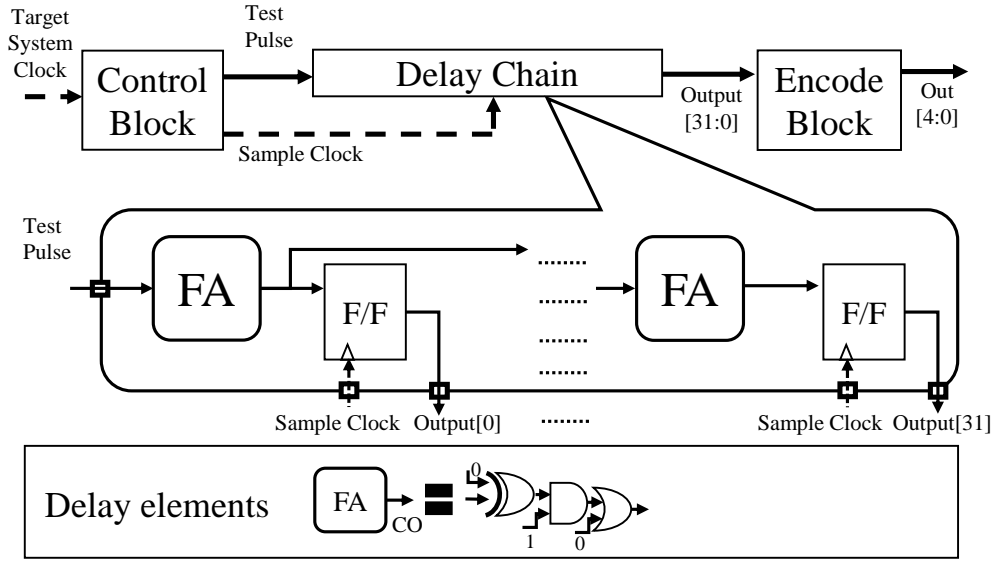 Target
System
Clock
Control
Block
Test
Pulse
Sample Clock
Delay Chain
Output
[31:0]
Encode
Block
Out
[4:0]
Test
Pulse
FA
F/F
........
........
........
........
FA
F/F
Sample Clock
Output[0]
........
Sample Clock
Output[31]
Delay elements
FA
CO
0
1
0